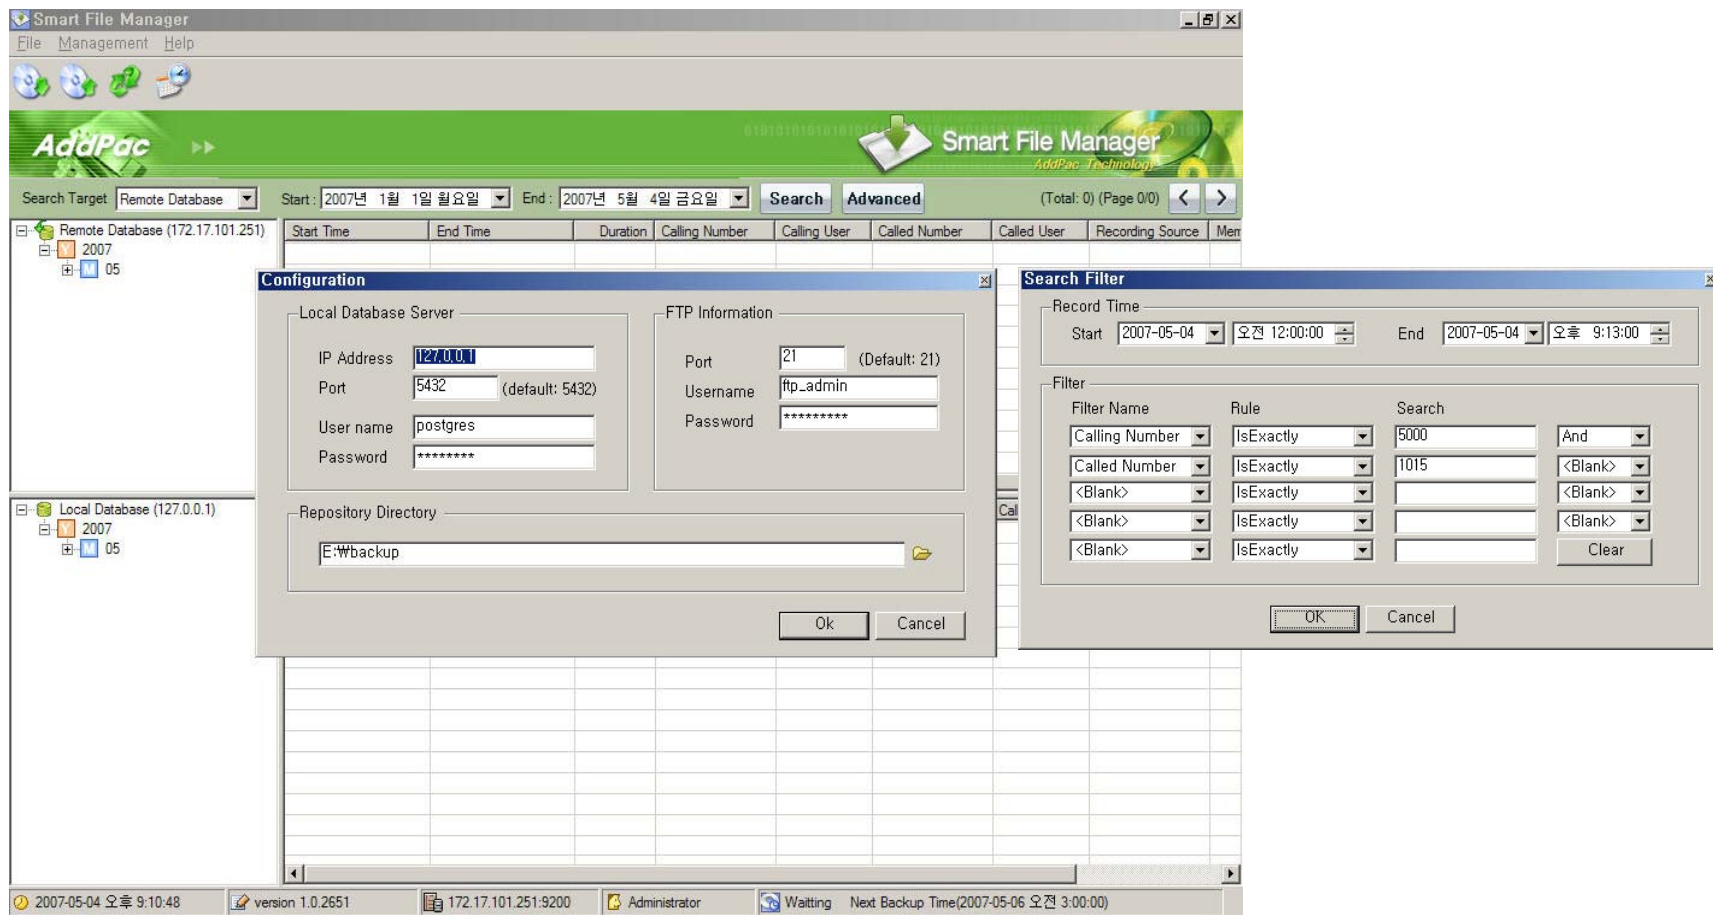 Smart File Manager
File Management Help
AddPac
Smart File Manager
AddPac Technology
Search Target Remote Database Start : 2007년 1월 1일 월요일 End : 2007년 5월 4일 금요일 Search Advanced (Total: 0) (Page 0/0) < >
Remote Database (172.17.101.251)
Y 2007
M 05
Start Time End Time Duration Calling Number Calling User Called Number Called User Recording Source Mem
Configuration
Local Database Server
IP Address 127.0.0.1
Port 5432 (default: 5432)
User name postgres
Password ********
FTP Information
Port 21 (Default: 21)
Username ftp_admin
Password *********
Repository Directory
E:₩backup
Ok Cancel
Search Filter
Record Time
Start 2007-05-04 오전 12:00:00 End 2007-05-04 오후 9:13:00
Filter
Filter Name Rule Search
Calling Number IsExactly 5000 And
Called Number IsExactly 1015 <Blank>
<Blank> IsExactly <Blank>
<Blank> IsExactly <Blank>
<Blank> IsExactly Clear
OK Cancel
Local Database (127.0.0.1)
Y 2007
M 05
Cal
2007-05-04 오후 9:10:48 version 1.0.2651 172.17.101.251:9200 Administrator Waitting Next Backup Time(2007-05-06 오전 3:00:00)